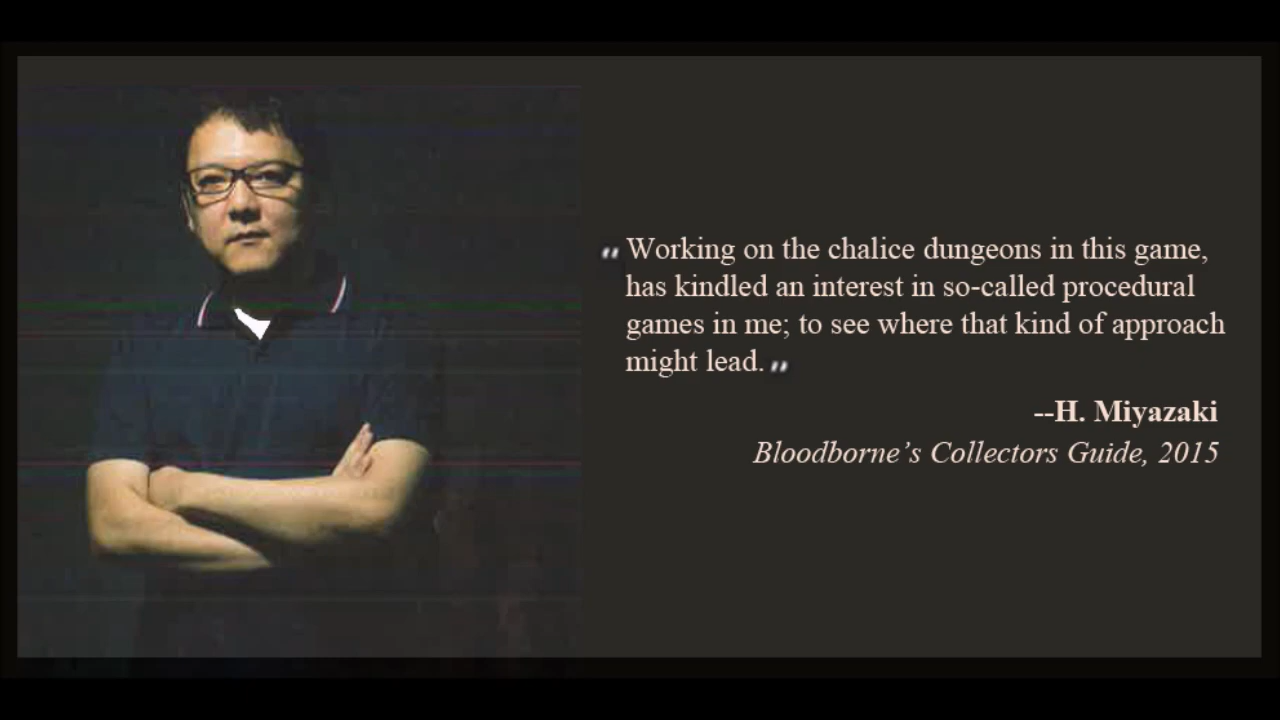 "Working on the chalice dungeons in this game,
has kindled an interest in so-called procedural
games in me; to see where that kind of approach
might lead."
--H. Miyazaki
Bloodborne’s Collectors Guide, 2015